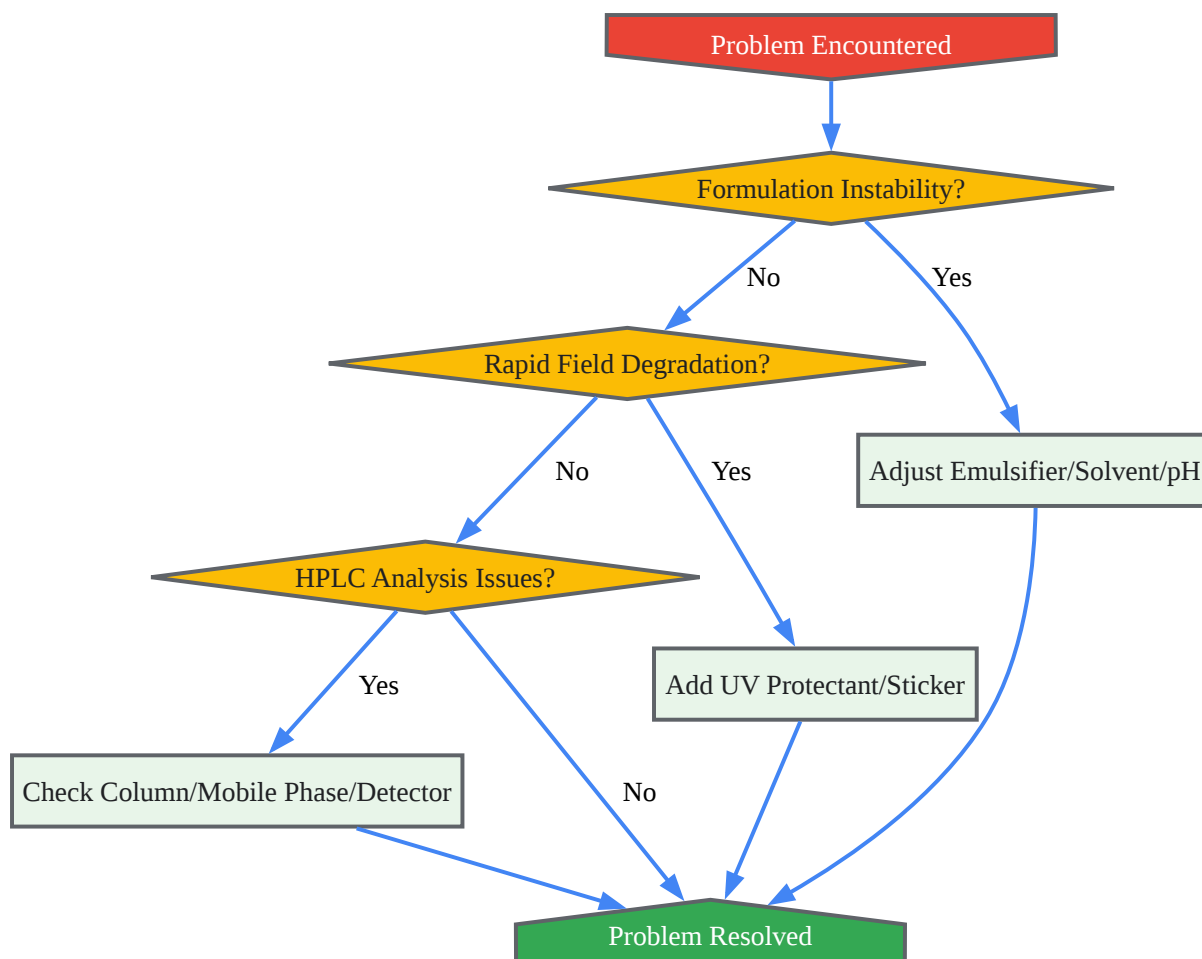 Problem Encountered
Formulation Instability?
No
Yes
Rapid Field Degradation?
No
Yes
Adjust Emulsifier/Solvent/pH
HPLC Analysis Issues?
Yes
Add UV Protectant/Sticker
No
Check Column/Mobile Phase/Detector
Problem Resolved